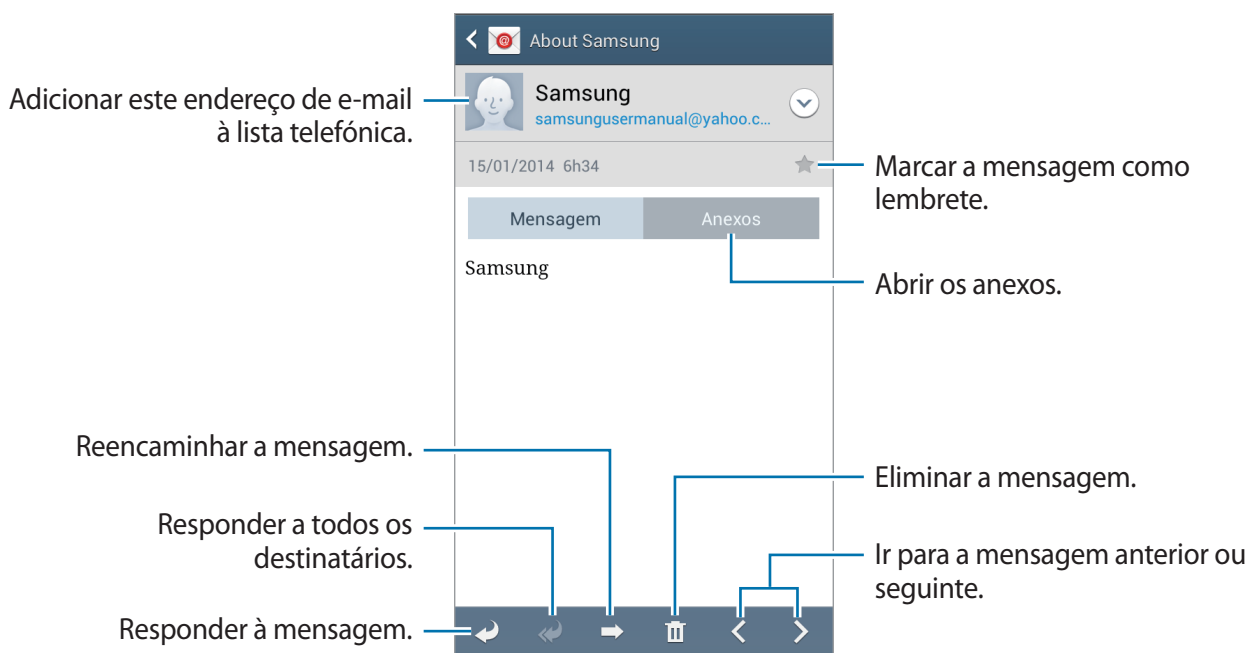 About Samsung
Adicionar este endereço de e-mail
à lista telefónica.
Samsung
samsungusermanual@yahoo.c...
15/01/2014 6h34
Marcar a mensagem como
lembrete.
Mensagem
Anexos
Samsung
Abrir os anexos.
Reencaminhar a mensagem.
Eliminar a mensagem.
Responder a todos os
destinatários.
Ir para a mensagem anterior ou
seguinte.
Responder à mensagem.